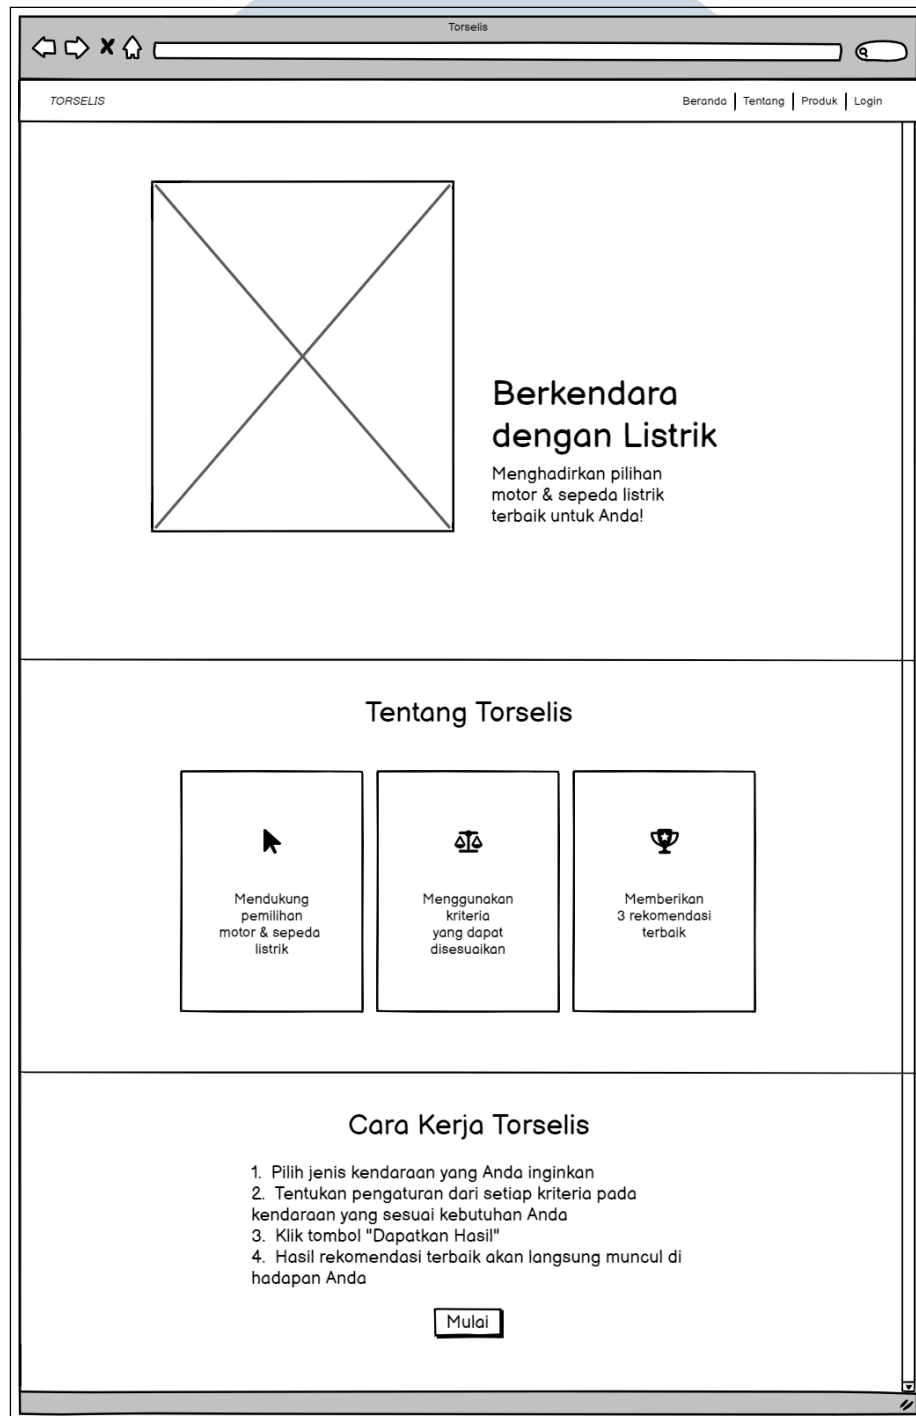 Torselis
TORSELIS
Beranda
Tentang
Produk
Login
Berkendara
dengan Listrik
Menghadirkan pilihan
motor & sepeda listrik
terbaik untuk Anda!
Tentang Torselis
Mendukung
pemilihan
motor & sepeda
listrik
Menggunakan
kriteria
yang dapat
disesuaikan
Memberikan
3 rekomendasi
terbaik
Cara Kerja Torselis
1. Pilih jenis kendaraan yang Anda inginkan
2. Tentukan pengaturan dari setiap kriteria pada
kendaraan yang sesuai kebutuhan Anda
3. Klik tombol "Dapatkan Hasil"
4. Hasil rekomendasi terbaik akan langsung muncul di
hadapan Anda
Mulai